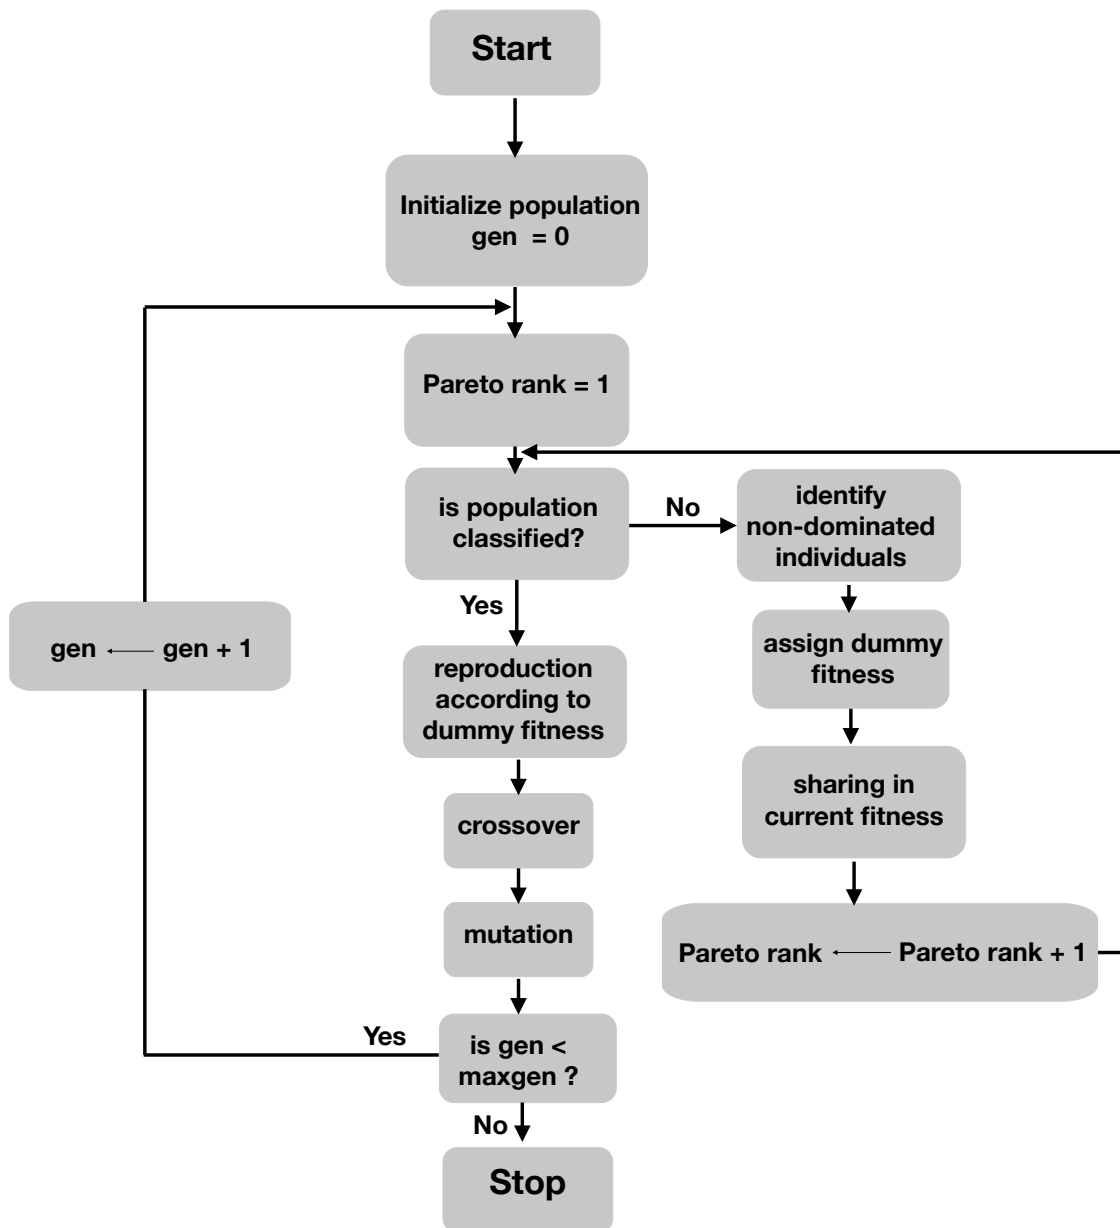 Start
Initialize population
gen = 0
Pareto rank = 1
is population
classified?
No
identify
non-dominated
individuals
Yes
assign dummy
fitness
gen ← gen + 1
reproduction
according to
dummy fitness
sharing in
current fitness
crossover
mutation
Pareto rank ← Pareto rank + 1
Yes
is gen <
maxgen ?
No
Stop